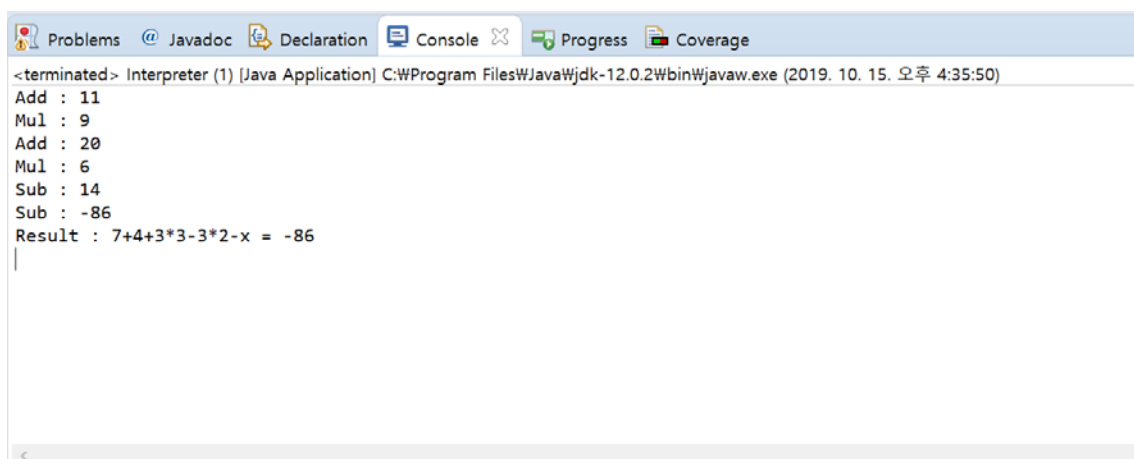 Problems @ Javadoc Declaration Console Progress Coverage
<terminated> Interpreter (1) [Java Application] C:₩Program Files₩Java₩jdk-12.0.2₩bin₩javaw.exe (2019. 10. 15. 오후 4:35:50)
Add : 11
Mul : 9
Add : 20
Mul : 6
Sub : 14
Sub : -86
Result : 7+4+3*3-3*2-x = -86